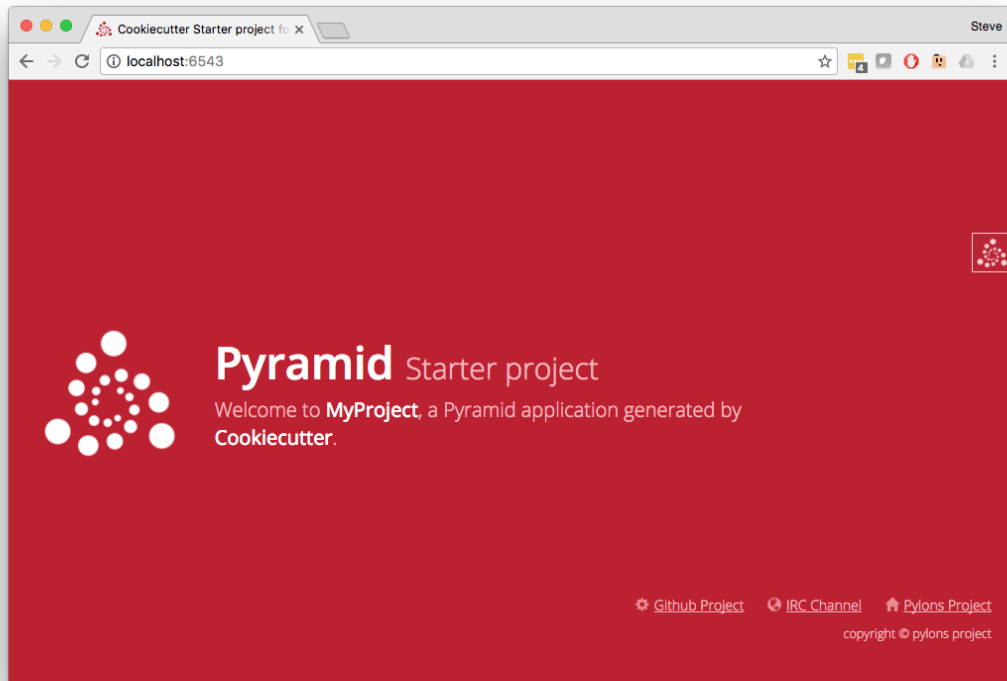 Cookiecutter Starter project fo
Steve
localhost:6543
4
Pyramid Starter project
Welcome to MyProject, a Pyramid application generated by
Cookiecutter.
Github Project IRC Channel Pylons Project
copyright © pylons project